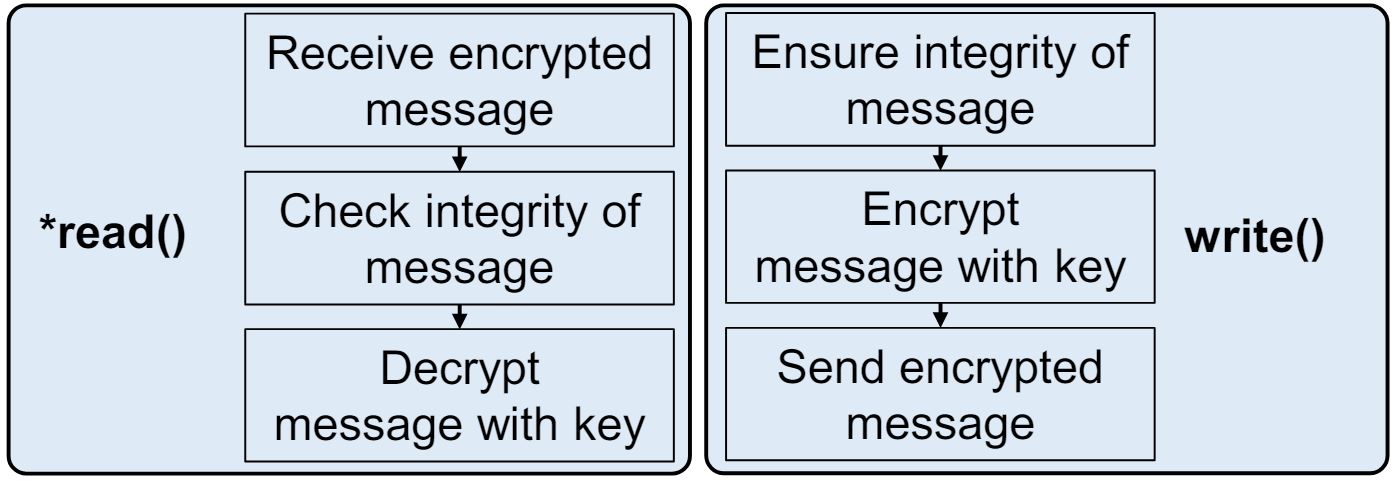 *read()
Receive encrypted
message
Check integrity of
message
Decrypt
message with key
Ensure integrity of
message
Encrypt
message with key
Send encrypted
message
write()